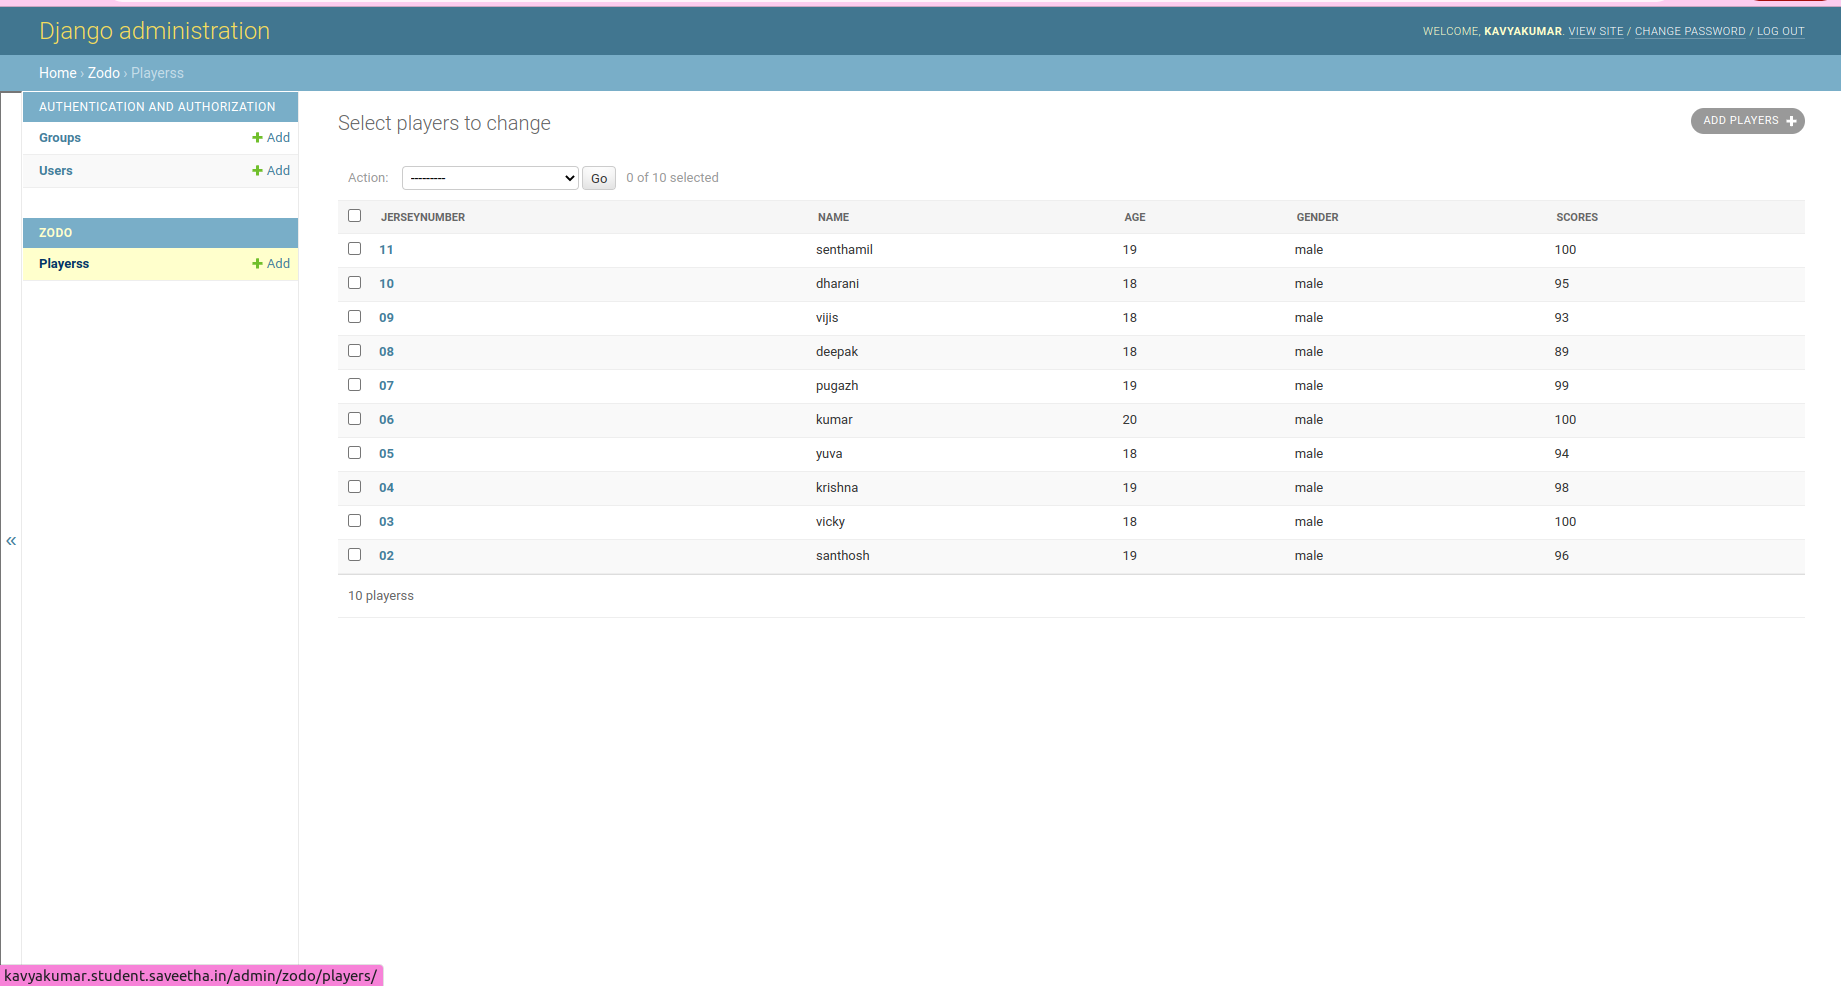 Django administration
WELCOME, KAVYAKUMAR. VIEW SITE / CHANGE PASSWORD / LOG OUT
Home › Zodo › Playerss
AUTHENTICATION AND AUTHORIZATION
Groups + Add
Users + Add
ZODO
Playerss + Add
«
Select players to change
ADD PLAYERS +
Action: --------- Go 0 of 10 selected
JERSEYNUMBER NAME AGE GENDER SCORES
11 senthamil 19 male 100
10 dharani 18 male 95
09 vijis 18 male 93
08 deepak 18 male 89
07 pugazh 19 male 99
06 kumar 20 male 100
05 yuva 18 male 94
04 krishna 19 male 98
03 vicky 18 male 100
02 santhosh 19 male 96
10 playerss
kavyakumar.student.saveetha.in/admin/zodo/players/